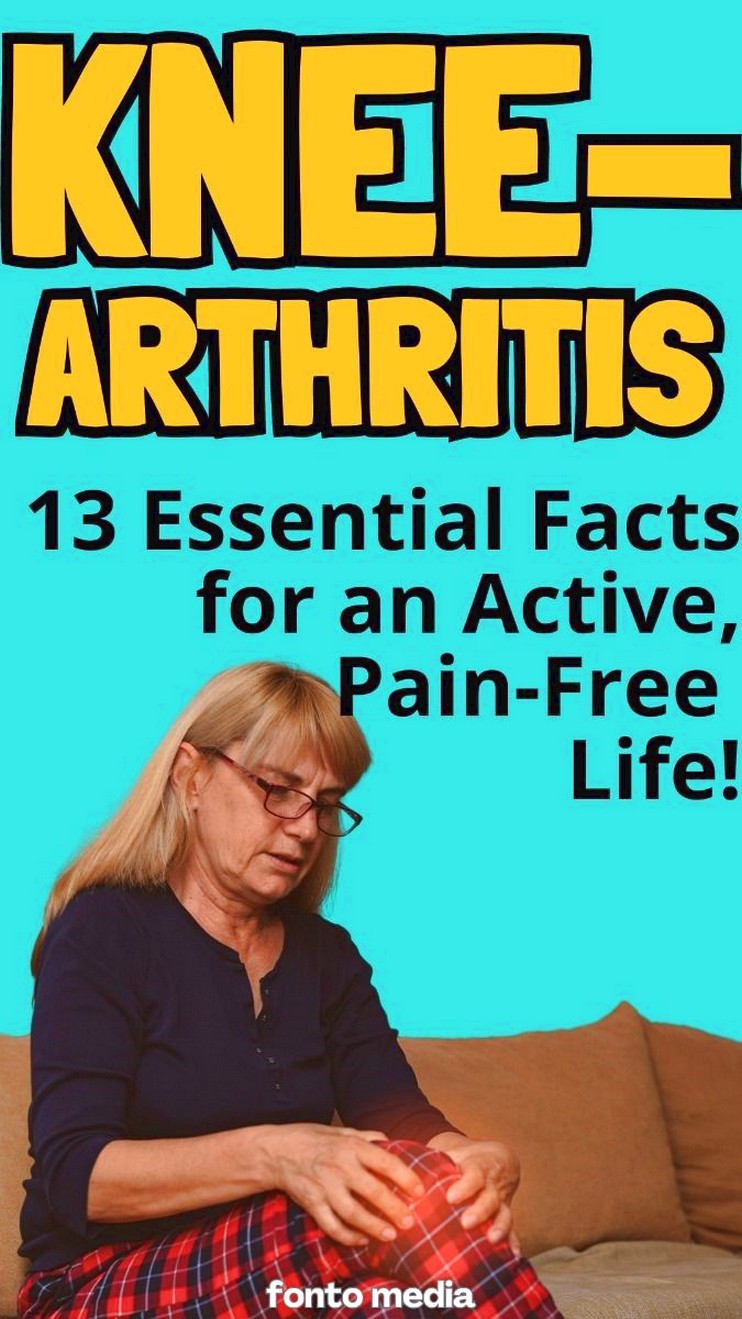 KNEE–
ARTHRITIS
13 Essential Facts
for an Active,
Pain-Free
Life!
fonto media